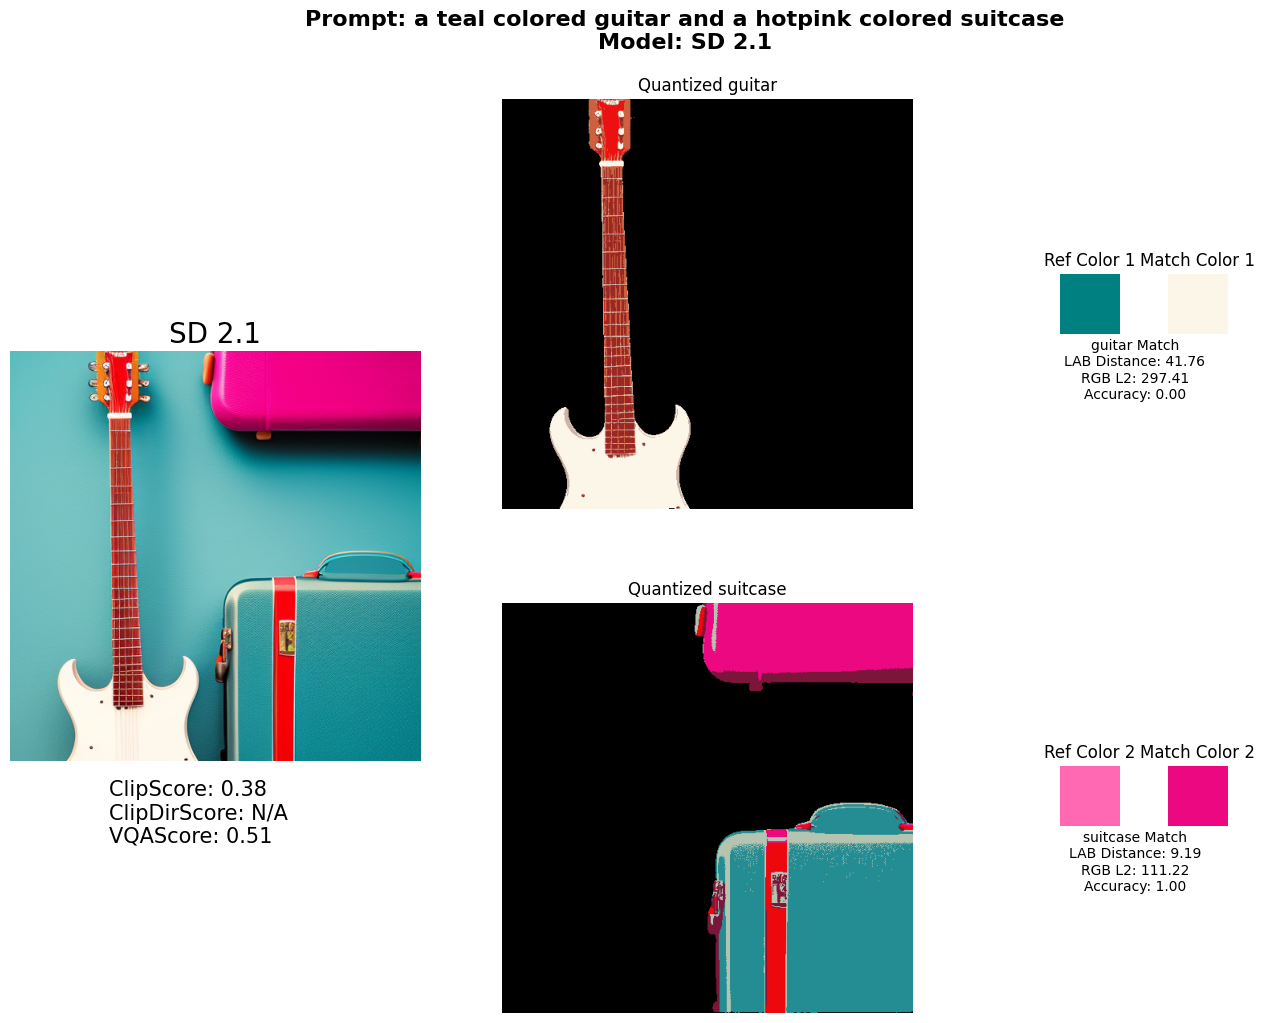 Prompt: a teal colored guitar and a hotpink colored suitcase
Model: SD 2.1
Quantized guitar
Ref Color 1 Match Color 1
guitar Match
LAB Distance: 41.76
RGB L2: 297.41
Accuracy: 0.00
SD 2.1
ClipScore: 0.38
ClipDirScore: N/A
VQAScore: 0.51
Quantized suitcase
Ref Color 2 Match Color 2
suitcase Match
LAB Distance: 9.19
RGB L2: 111.22
Accuracy: 1.00